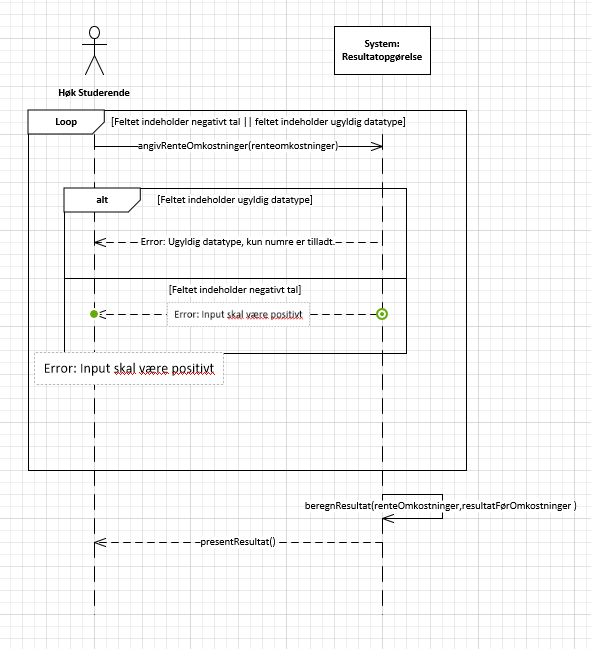 System:
Resultatopgørelse
Høk Studerende
Loop
[Feltet indeholder negativt tal || feltet indeholder ugyldig datatype]
angivRenteOmkostninger(renteomkostninger)
alt
[Feltet indeholder ugyldig datatype]
Error: Ugyldig datatype, kun numre er tilladt.
[Feltet indeholder negativt tal]
Error: Input skal være positivt
Error: Input skal være positivt
beregnResultat(renteOmkostninger,resultatFørOmkostninger )
presentResultat()